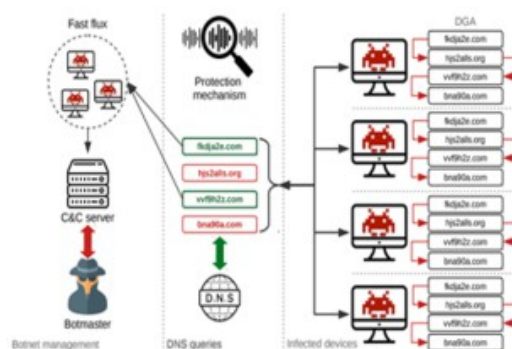 Fast flux
Protection
mechanism
C&C server
Botmaster
Botnet management
fkdja2e.com
hjs2alls.org
vvf9h2z.com
bna90a.com
D.N.S
DNS queries
Infected devices
DGA
fkdja2e.com
hjs2alls.org
vvf9h2z.com
bna90a.com
fkdja2e.com
hjs2alls.org
vvf9h2z.com
bna90a.com
fkdja2e.com
hjs2alls.org
vvf9h2z.com
bna90a.com
fkdja2e.com
hjs2alls.org
vvf9h2z.com
bna90a.com